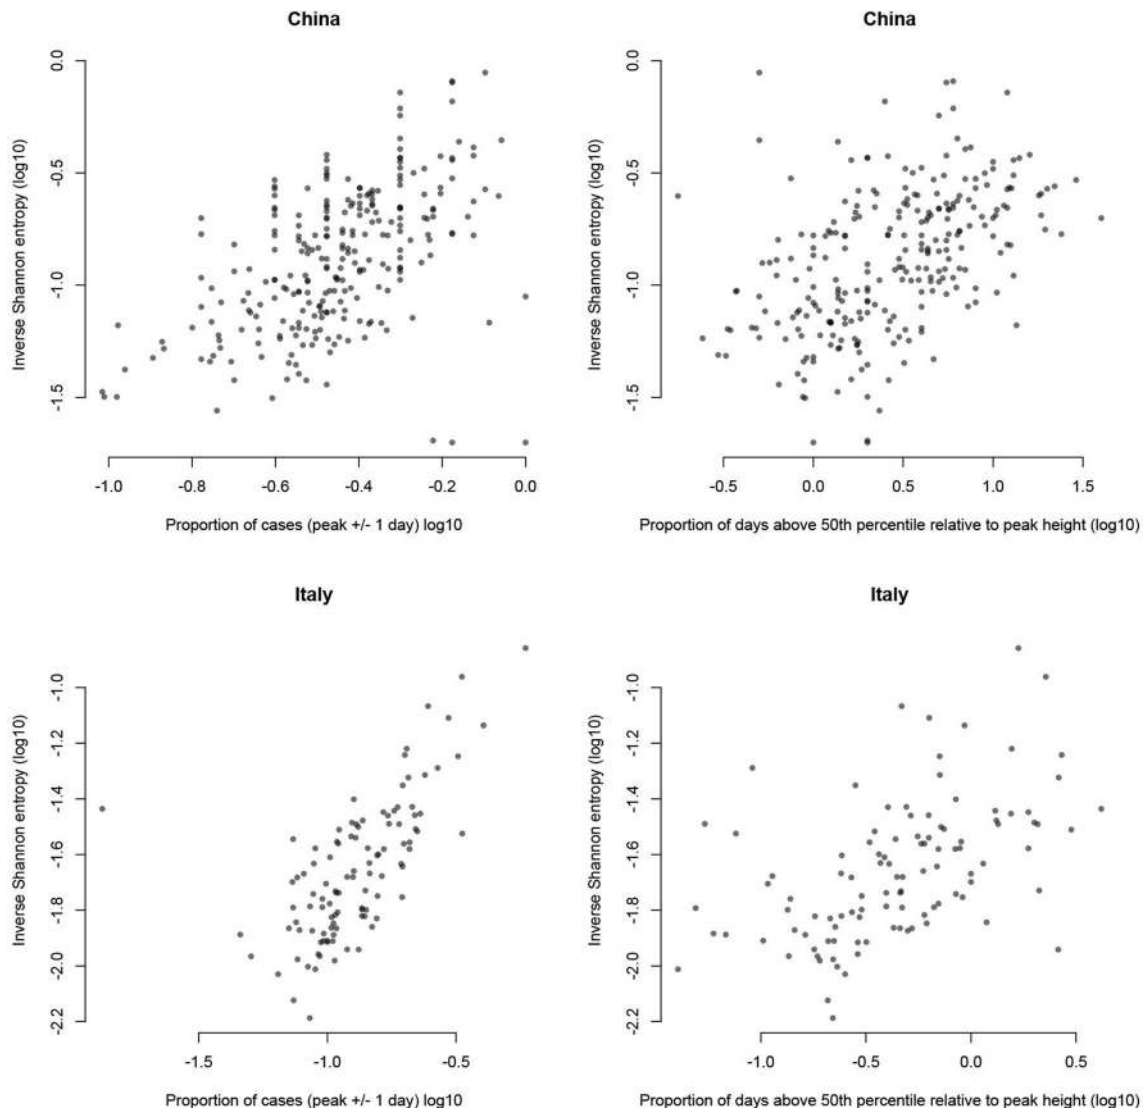 China
0.0
-0.5
-1.0
-1.5
Inverse Shannon entropy (log10)
-1.0 -0.8 -0.6 -0.4 -0.2 0.0
Proportion of cases (peak +/- 1 day) log10
China
0.0
-0.5
-1.0
-1.5
Inverse Shannon entropy (log10)
-0.5 0.0 0.5 1.0 1.5
Proportion of days above 50th percentile relative to peak height (log10)
Italy
-1.0
-1.2
-1.4
-1.6
-1.8
-2.0
-2.2
Inverse Shannon entropy (log10)
-1.5 -1.0 -0.5
Proportion of cases (peak +/- 1 day) log10
Italy
-1.0
-1.2
-1.4
-1.6
-1.8
-2.0
-2.2
Inverse Shannon entropy (log10)
-1.0 -0.5 0.0 0.5
Proportion of days above 50th percentile relative to peak height (log10)